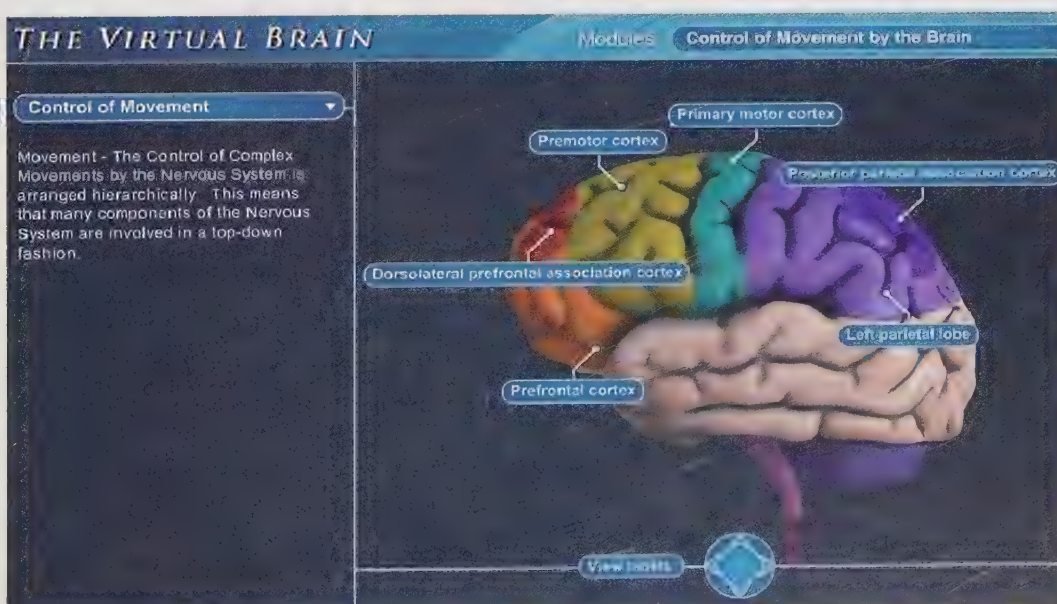 THE VIRTUAL BRAIN
Modules Control of Movement by the Brain
Control of Movement
Movement - The Control of Complex
Movements by the Nervous System is
arranged hierarchically. This means
that many components of the Nervous
System are involved in a top-down
fashion.
Primary motor cortex
Premotor cortex
Posterior parietal association cortex
Dorsolateral prefrontal association cortex
Left parietal lobe
Prefrontal cortex
View labels